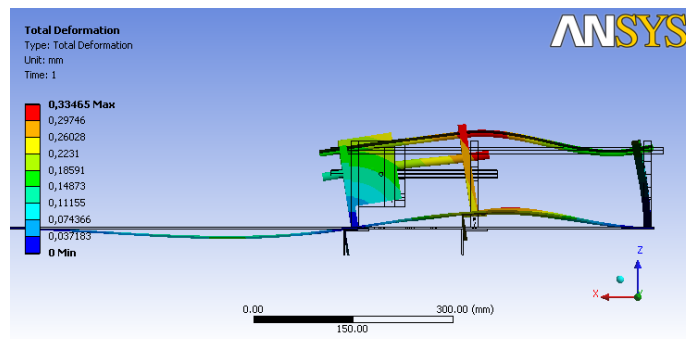 ANSYS
Total Deformation
Type: Total Deformation
Unit: mm
Time: 1
0,33465 Max
0,29746
0,26028
0,2231
0,18591
0,14873
0,11155
0,074366
0,037183
0 Min
Z
X
Y
0.00
300.00 (mm)
150.00